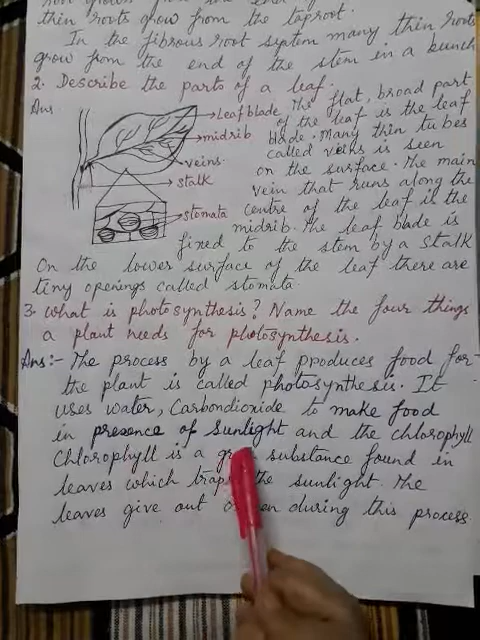 thin roots grow from the taproot.
In the fibrous root system many thin roots
grow from the end of the stem in a bunch
2. Describe the parts of a leaf.
Ans
Leaf blade
midrib
veins
stalk
stomata
The flat, broad part
of the leaf is the leaf
blade. Many thin tubes
called veins is seen
on the surface. The main
vein that runs along the
centre of the leaf is the
midrib. The leaf blade is
fixed to the stem by a stalk
On the lower surface of the leaf there are
tiny openings called stomata.
3. What is photosynthesis? Name the four things
a plant needs for photosynthesis.
Ans:- The process by a leaf produces food for
the plant is called photosynthesis. It
uses water, Carbondioxide to make food
in presence of sunlight and the chlorophyll
Chlorophyll is a substance found in
leaves which traps the sunlight. The
leaves give out during this process